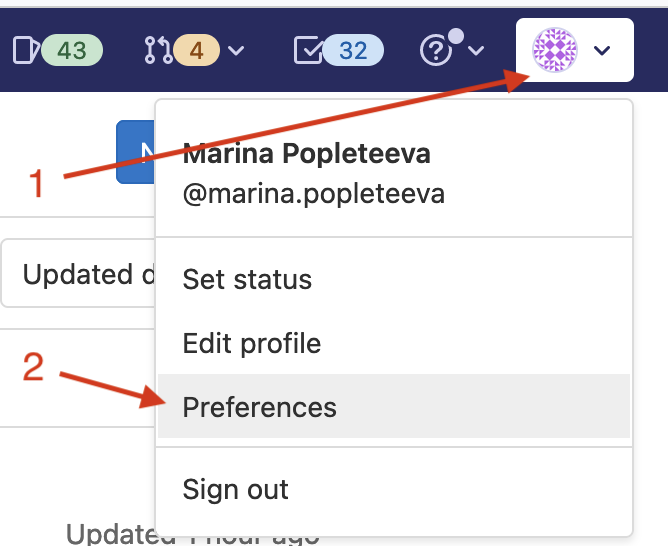 43
4
32
1
N
Marina Popleteeva
@marina.popleteeva
Updated d
Set status
Edit profile
2
Preferences
Sign out
Updated 1 hour ago